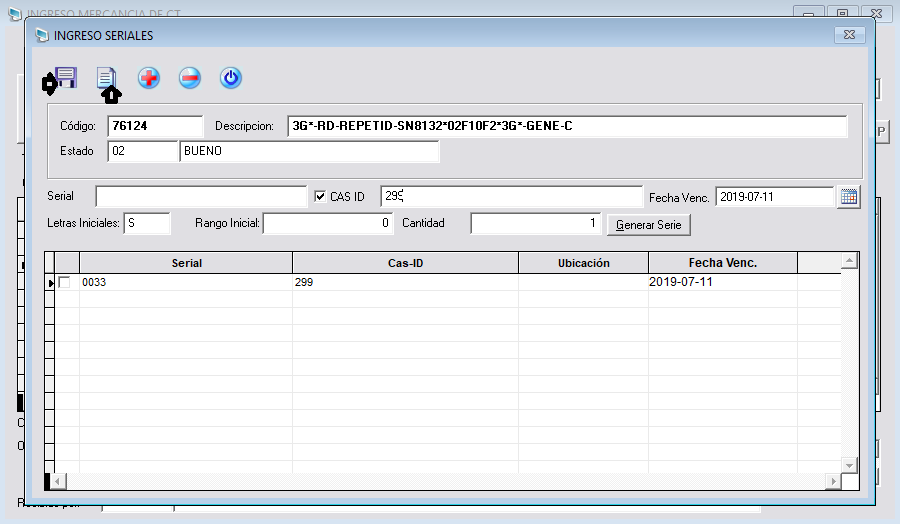 INGRESO MERCANCIA DE CT
INGRESO SERIALES
Código: 76124 Descripcion: 3G*-RD-REPETID-SN8132*02F10F2*3G*-GENE-C
Estado 02 BUENO
P
Serial CAS ID 299 Fecha Venc. 2019-07-11
Letras Iniciales: S Rango Inicial: 0 Cantidad 1 Generar Serie
Serial Cas-ID Ubicación Fecha Venc.
0033 299 2019-07-11